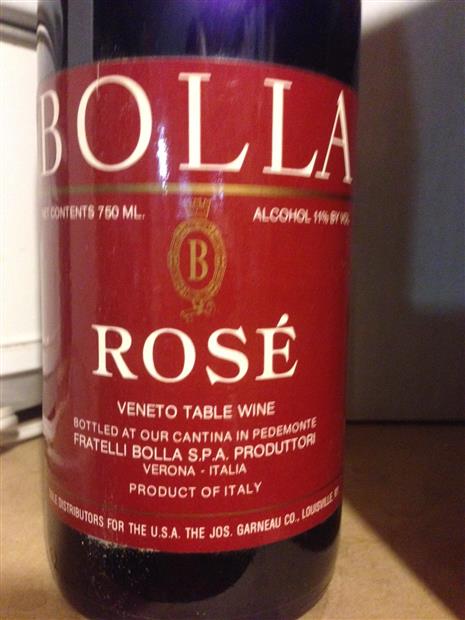 BOLLA
NET CONTENTS 750 ML.
ALCOHOL 11% BY VOL.
B
ROSÉ
VENETO TABLE WINE
BOTTLED AT OUR CANTINA IN PEDEMONTE
FRATELLI BOLLA S.P.A. PRODUTTORI
VERONA - ITALIA
PRODUCT OF ITALY
DISTRIBUTORS FOR THE U.S.A. THE JOS. GARNEAU CO., LOUISVILLE, KY